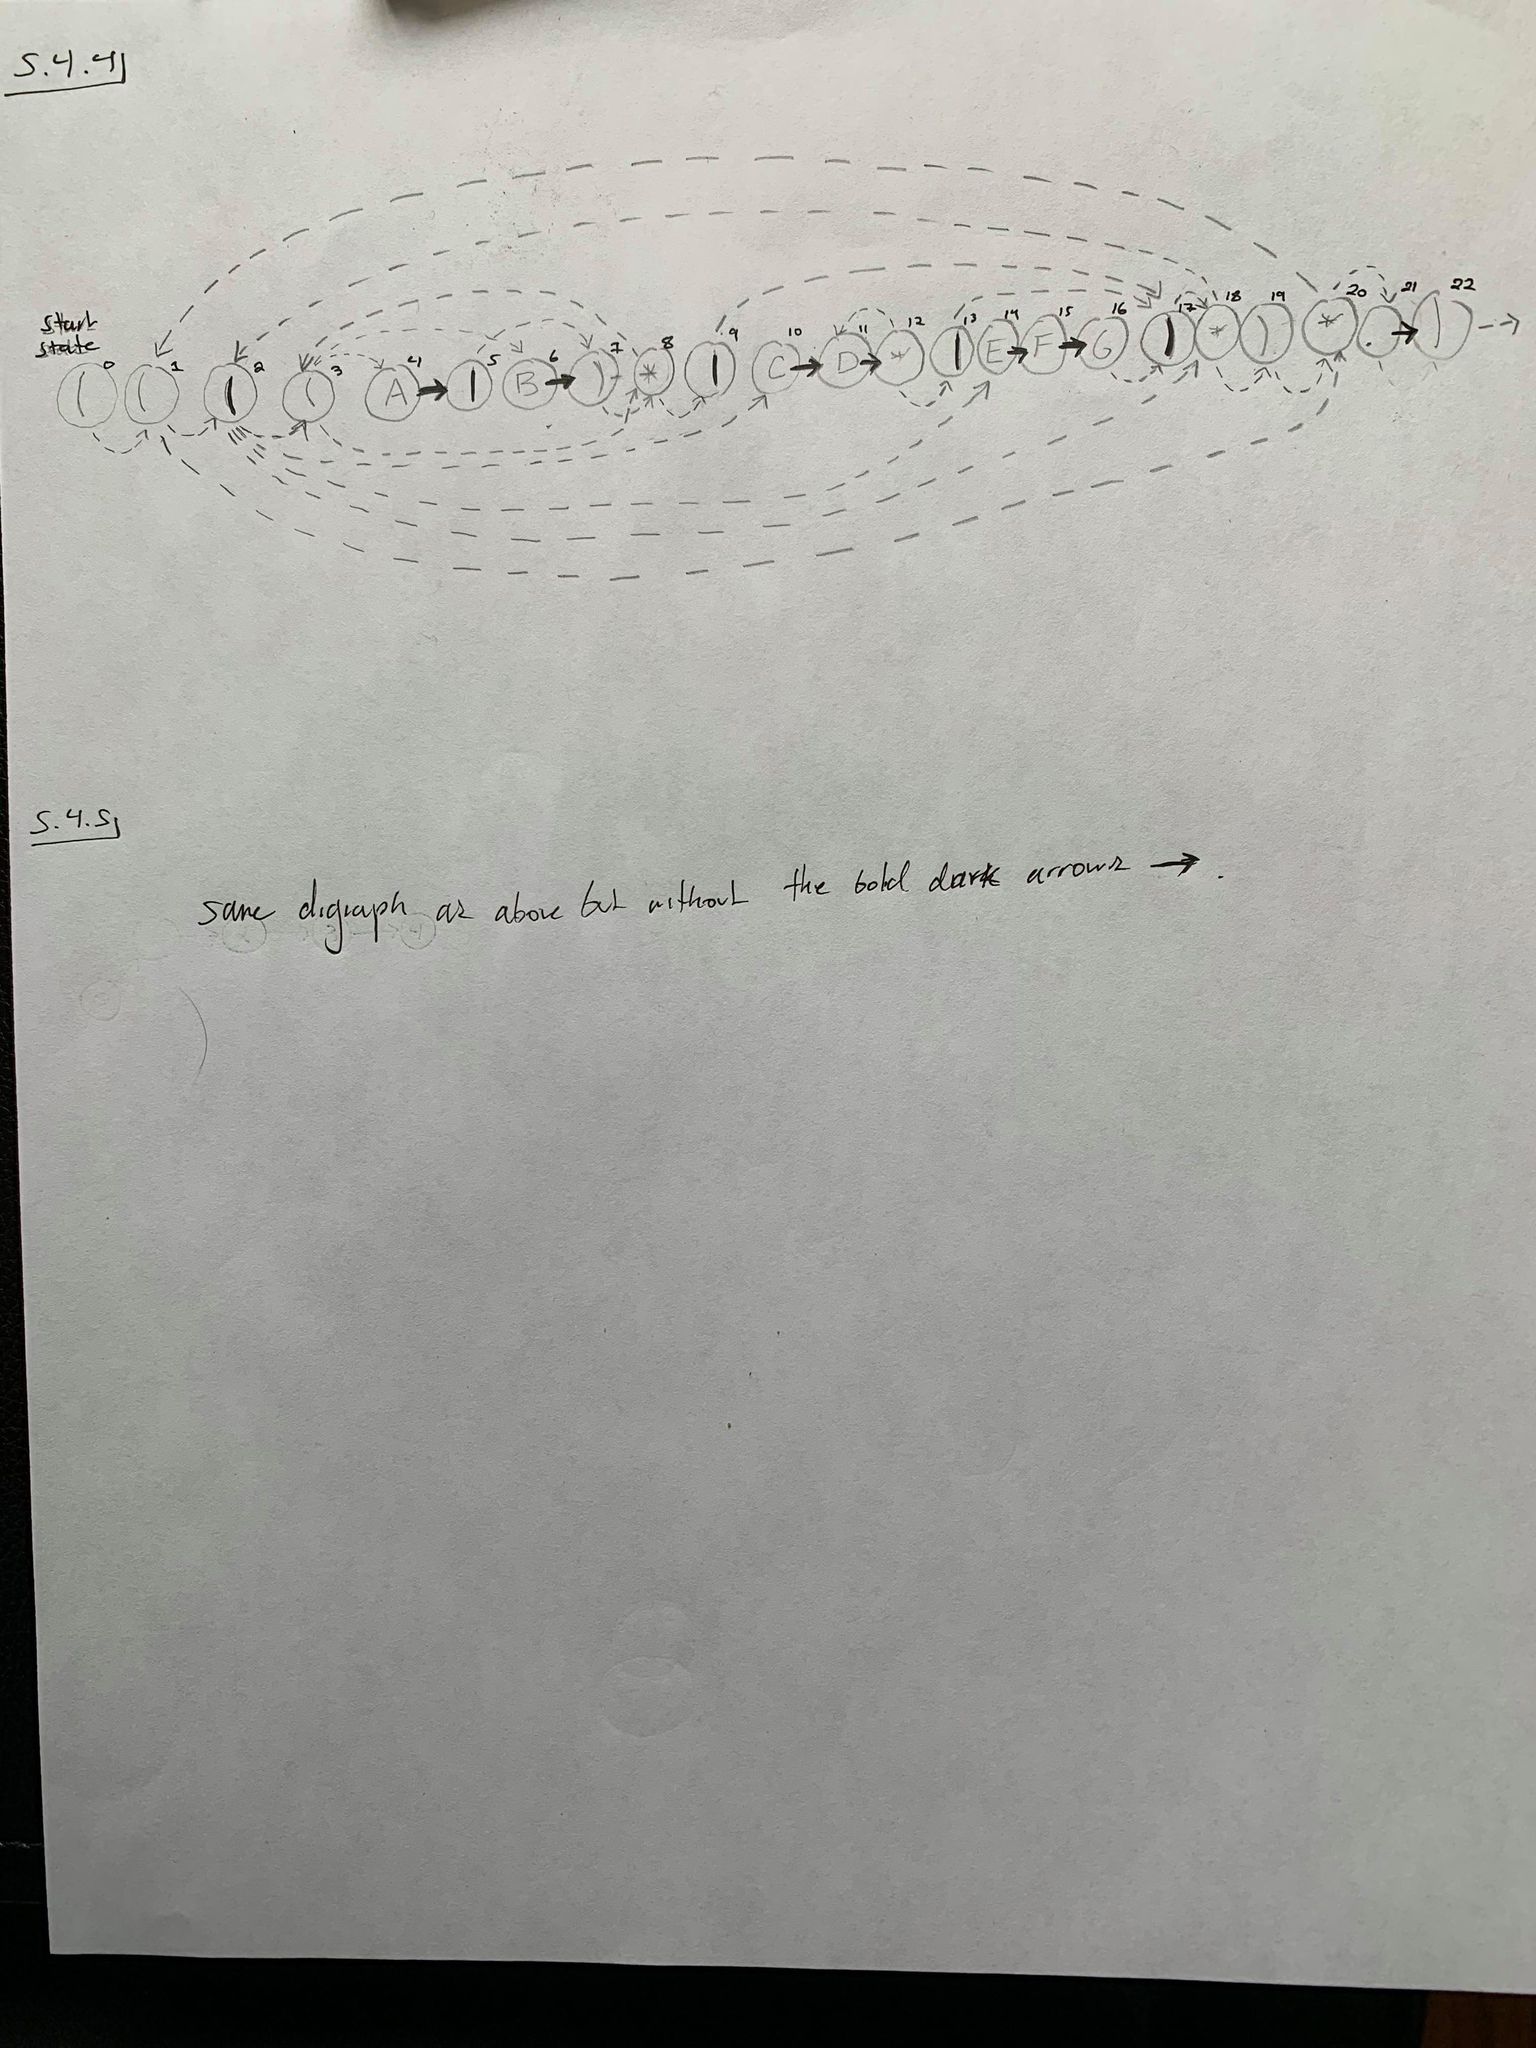 5.4.4
start
state
0 1 2 3 4 5 6 7 8 9 10 11 12 13 14 15 16 17 18 19 20 21 22
( ( | ( A | B ) * | C D * | E F G | * ) * . )
5.4.5
same digraph as above but without the bold dark arrows → .